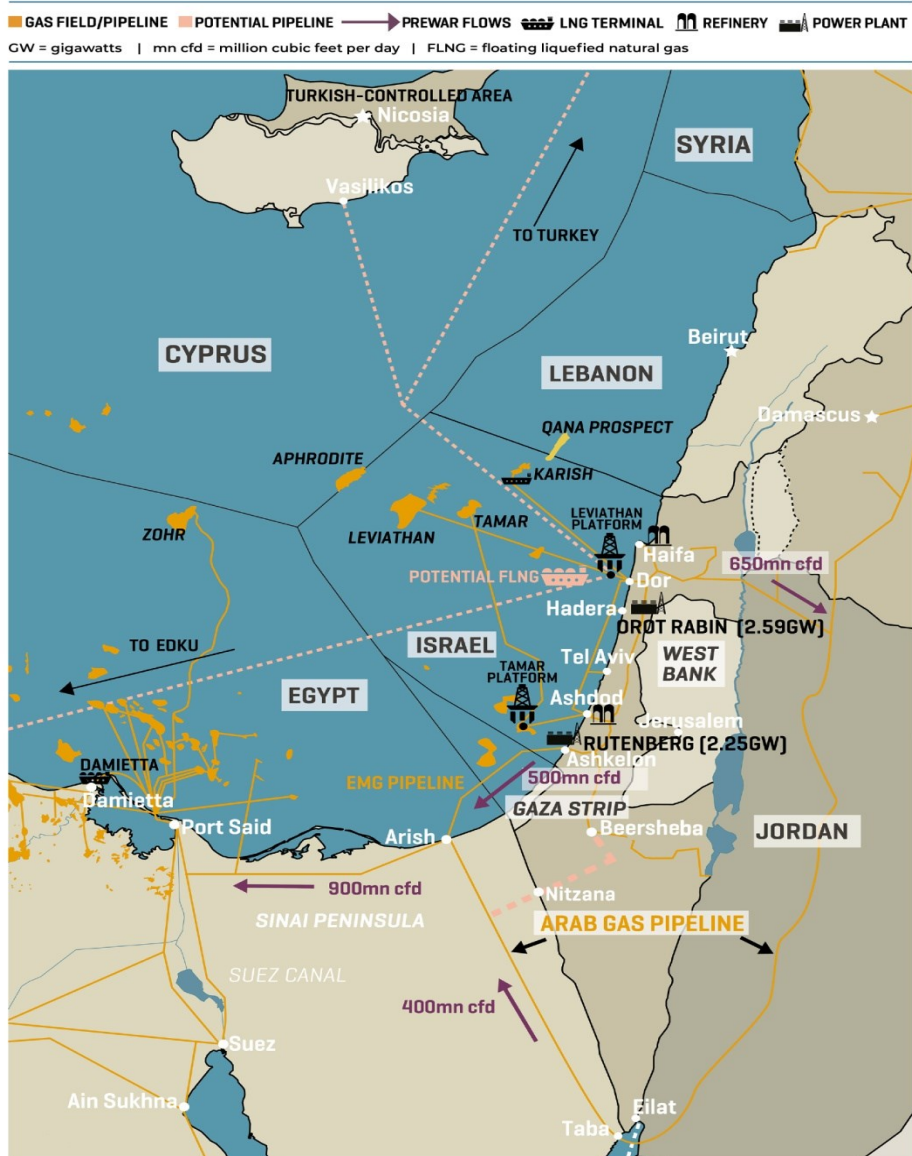 GAS FIELD/PIPELINE POTENTIAL PIPELINE PREWAR FLOWS LNG TERMINAL REFINERY POWER PLANT
GW = gigawatts | mn cfd = million cubic feet per day | FLNG = floating liquefied natural gas
TURKISH-CONTROLLED AREA
Nicosia
SYRIA
Vasilikos
TO TURKEY
Beirut
CYPRUS
LEBANON
Damascus
QANA PROSPECT
APHRODITE
KARISH
LEVIATHAN
PLATFORM
TAMAR
LEVIATHAN
ZOHR
Haifa
650mn cfd
POTENTIAL FLNG
Dor
Hadera
OROT RABIN (2.59GW)
TO EDKU
ISRAEL
WEST
BANK
Tel Aviv
TAMAR
PLATFORM
EGYPT
Ashdod
Jerusalem
RUTENBERG (2.25GW)
Ashkelon
DAMIETTA
Damietta
EMG PIPELINE
500mn cfd
GAZA STRIP
Port Said
Arish
Beersheba
JORDAN
900mn cfd
Nitzana
SINAI PENINSULA
ARAB GAS PIPELINE
SUEZ CANAL
400mn cfd
Suez
Ain Sukhna
Eilat
Taba